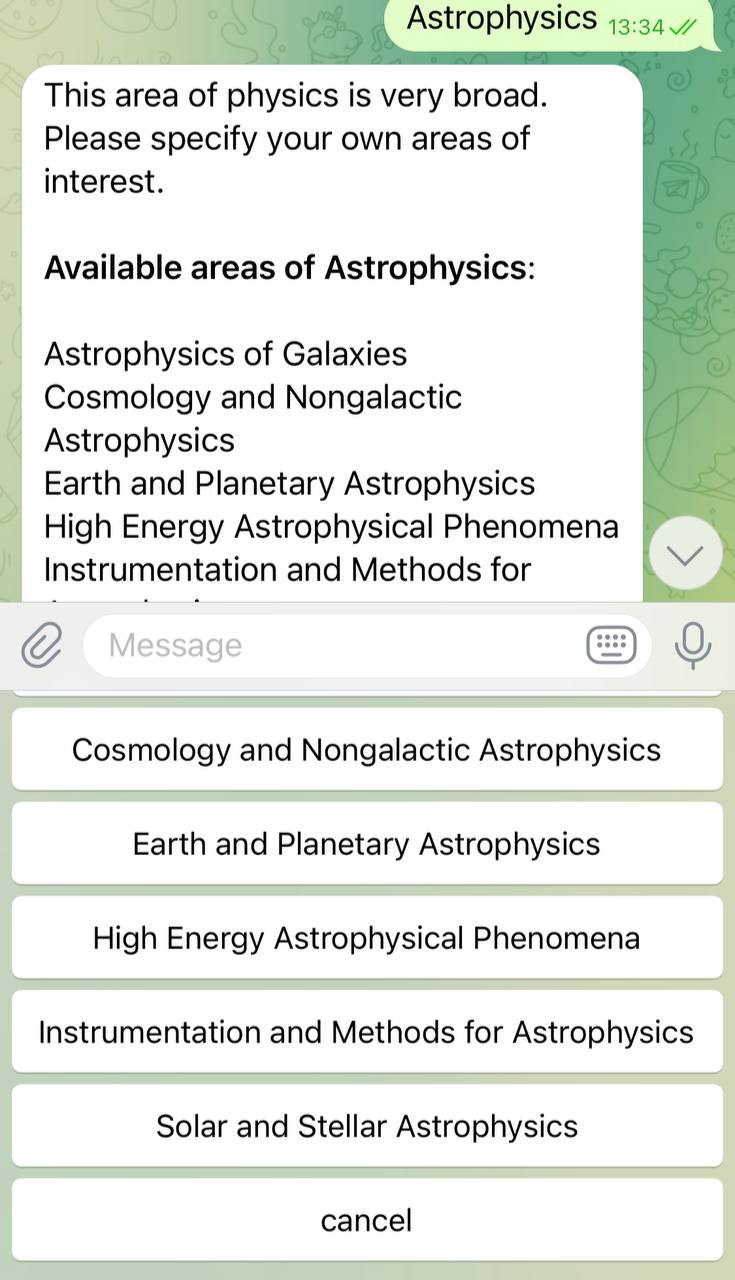 Astrophysics 13:34
This area of physics is very broad.
Please specify your own areas of
interest.
Available areas of Astrophysics:
Astrophysics of Galaxies
Cosmology and Nongalactic
Astrophysics
Earth and Planetary Astrophysics
High Energy Astrophysical Phenomena
Instrumentation and Methods for
Message
Cosmology and Nongalactic Astrophysics
Earth and Planetary Astrophysics
High Energy Astrophysical Phenomena
Instrumentation and Methods for Astrophysics
Solar and Stellar Astrophysics
cancel